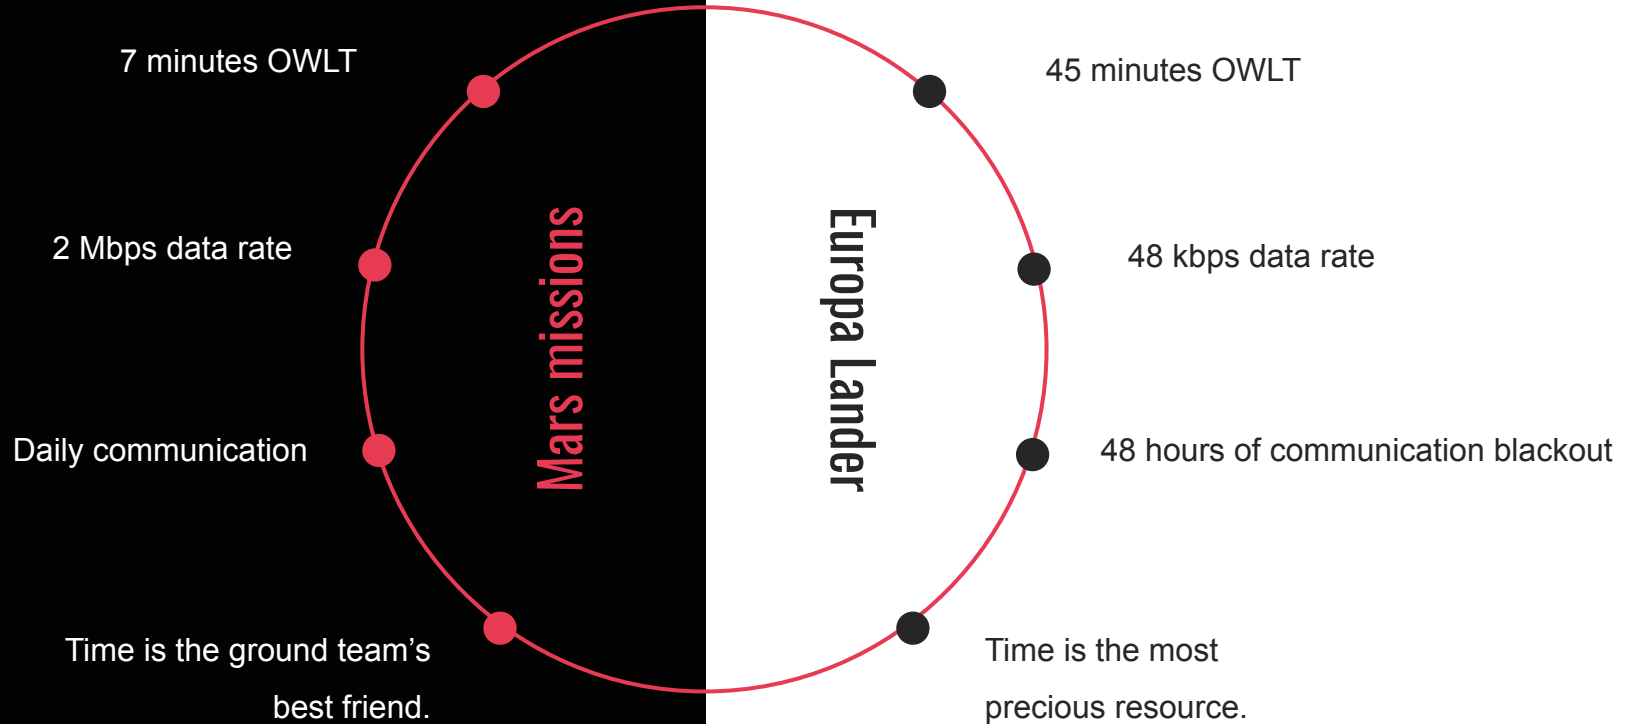 7 minutes OWLT
2 Mbps data rate
Daily communication
Time is the ground team’s
best friend.
Mars missions
Europa Lander
45 minutes OWLT
48 kbps data rate
48 hours of communication blackout
Time is the most
precious resource.